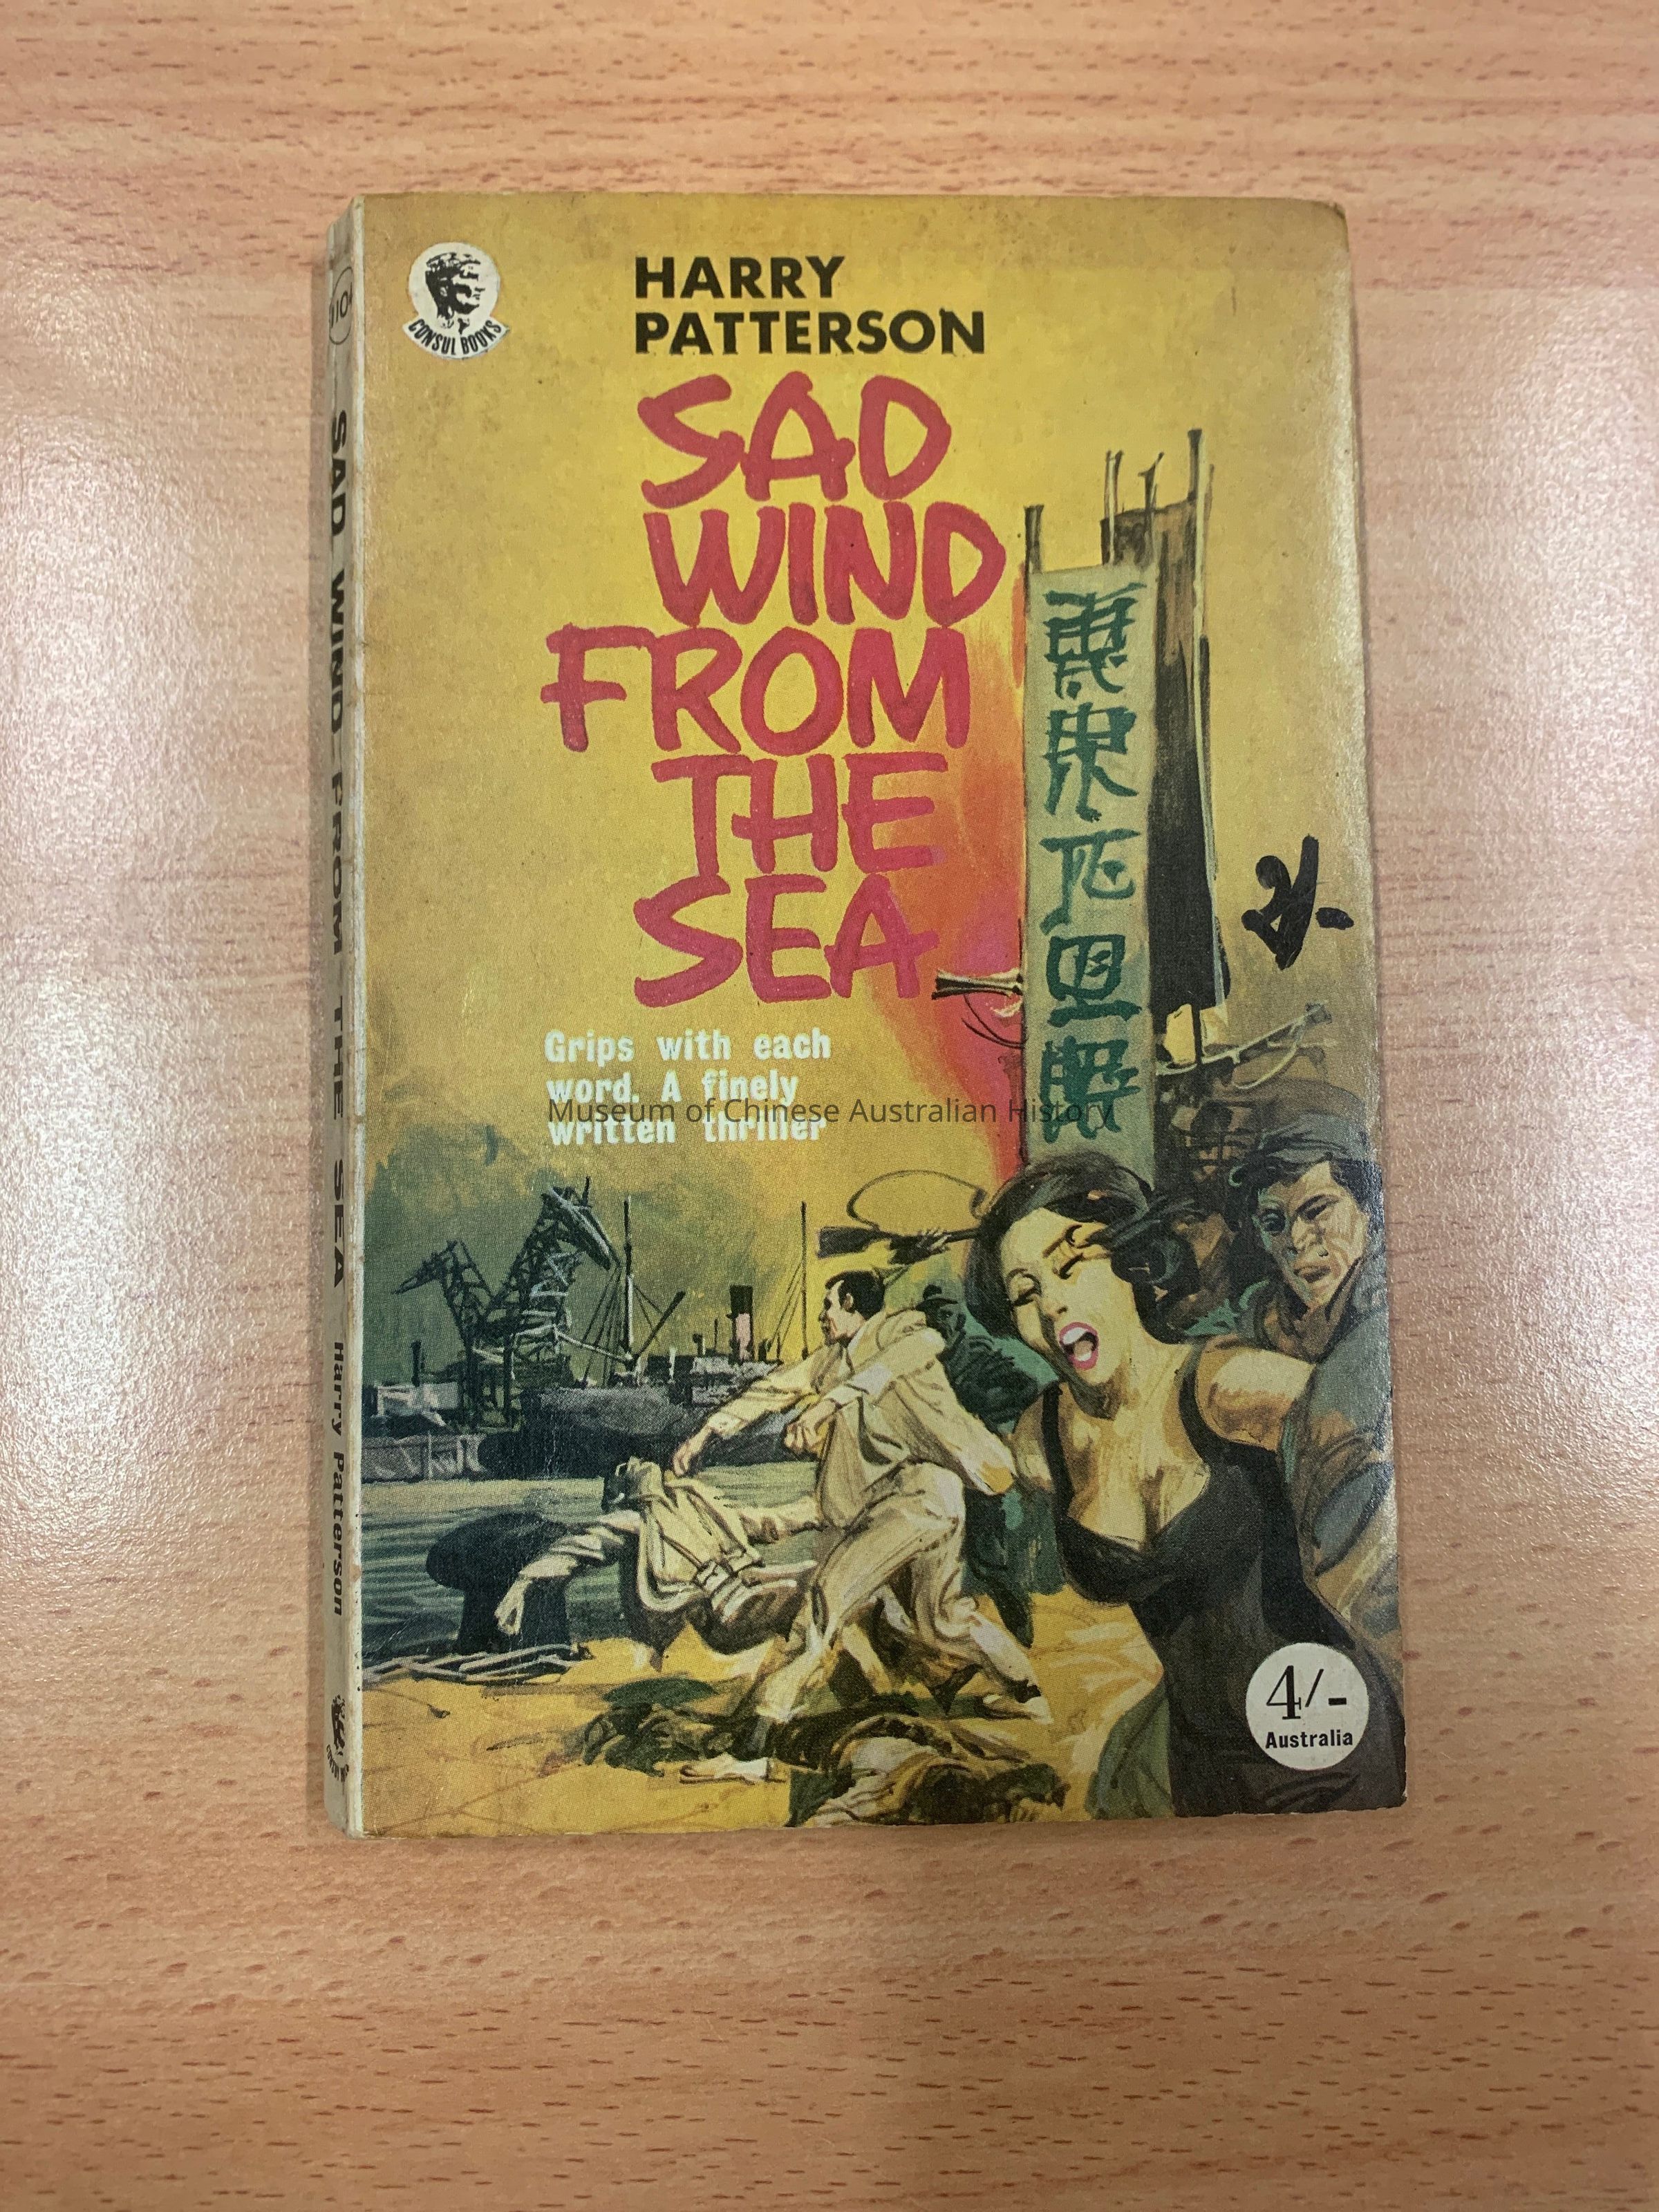 CONSUL BOOKS
HARRY
PATTERSON
SAD
WIND
FROM
THE
SEA
Grips with each
word. A finely
written thriller
Museum of Chinese Australian History
4/-
Australia
SAD WIND FROM THE SEA Harry Patterson